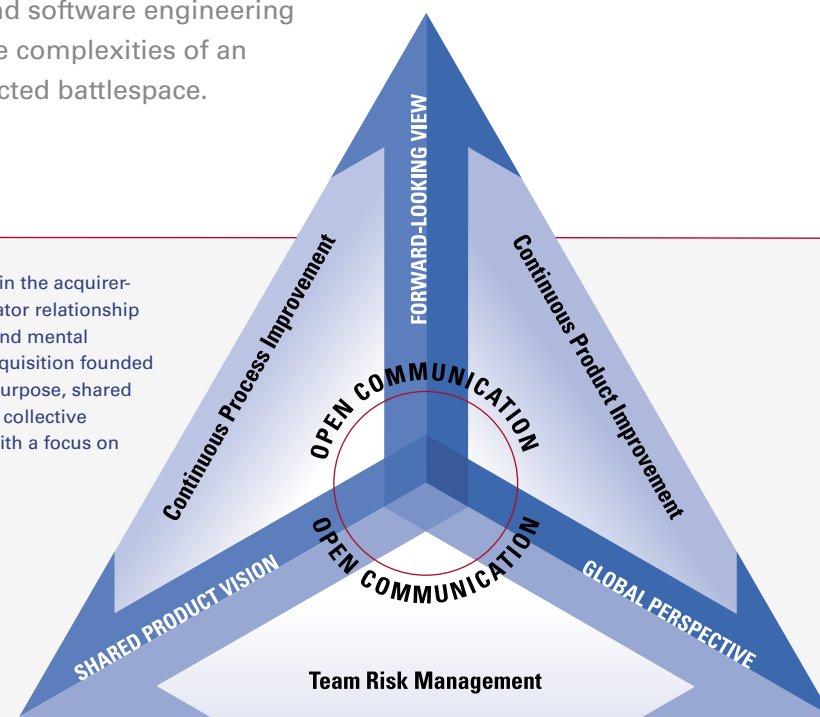 nd software engineering
e complexities of an
cted battlespace.
in the acquirer-
ator relationship
nd mental
quisition founded
urpose, shared
collective
ith a focus on
FORWARD-LOOKING VIEW
Continuous Process Improvement
Continuous Product Improvement
OPEN COMMUNICATION
OPEN COMMUNICATION
SHARED PRODUCT VISION
GLOBAL PERSPECTIVE
Team Risk Management